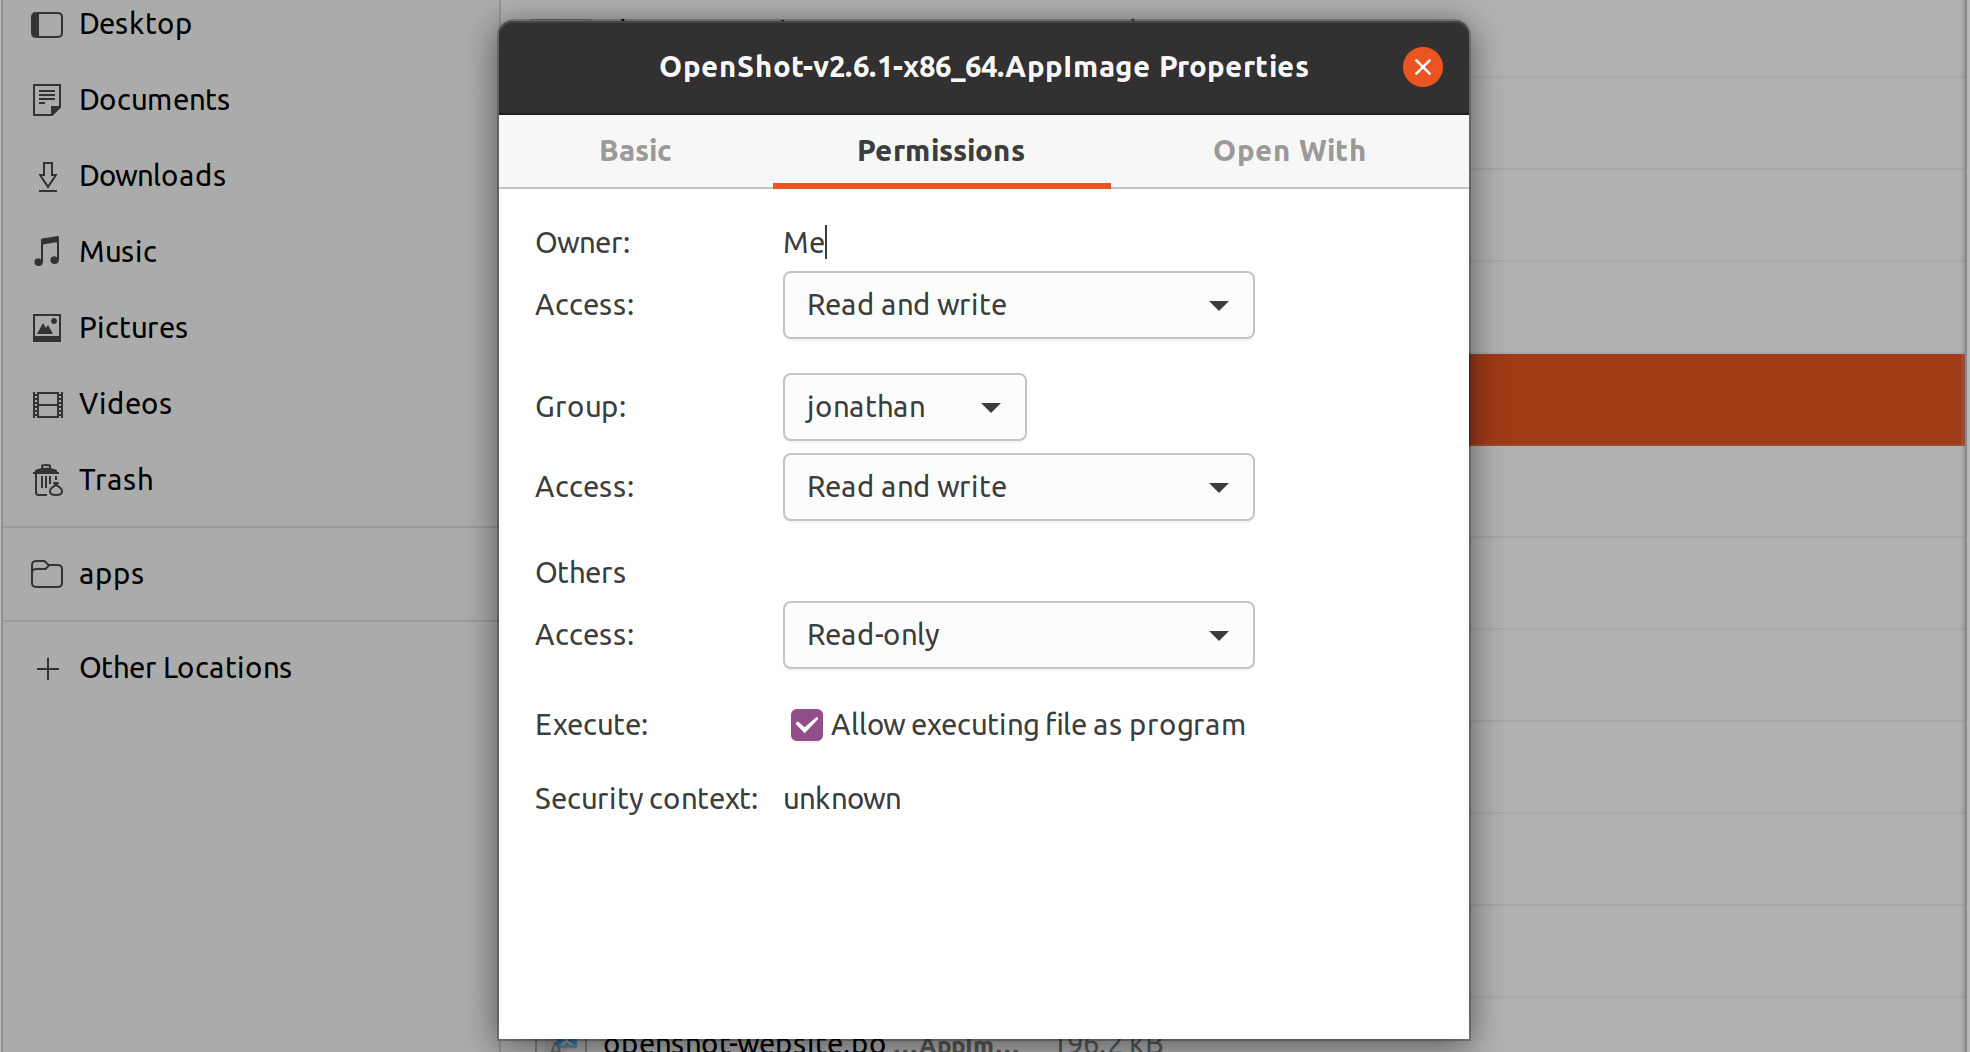 Desktop
Documents
Downloads
Music
Pictures
Videos
Trash
apps
Other Locations
OpenShot-v2.6.1-x86_64.AppImage Properties
Basic Permissions Open With
Owner: Me
Access: Read and write
Group: jonathan
Access: Read and write
Others
Access: Read-only
Execute: Allow executing file as program
Security context: unknown
openshot-website.po ...AppIm... 196.2 kB